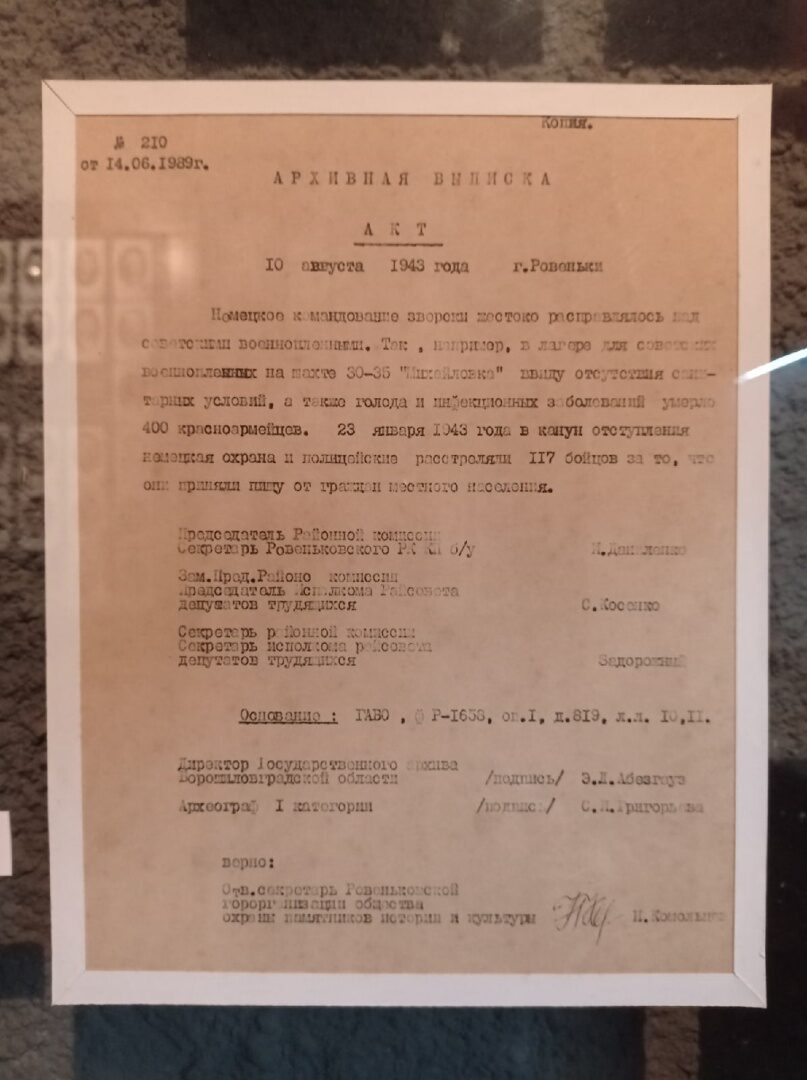 Копия.
№ 210
от 14.06.1989г.
АРХИВНАЯ ВЫПИСКА
АКТ
10 августа 1943 года г.Ровеньки
Немецкое командование зверски жестоко расправлялось над
советскими военнопленными. Так , например, в лагере для советских
военнопленных на шахте 30-35 "Михайловка" ввиду отсутствия сани-
тарных условий, а также голода и инфекционных заболеваний умерло
400 красноармейцев. 23 января 1943 года в канун отступления
немецкая охрана и полицейские расстреляли 117 бойцов за то, что
они приняли пищу от граждан местного населения.
Председатель Районной комиссии
Секретарь Ровеньковского РК КП б/у
Зам.Пред.Районо комиссии
Председатель Исполкома Райсовета
депутатов трудящихся С.Косенко
Секретарь районной комиссии
Секретарь исполкома райсовета
депутатов трудящихся Задорожный
Основание : ГАВО , ф Р-1658, оп.I, д.819, л.л. 10,11.
Директор Государственного архива
Ворошиловградской области /подпись/
Археограф I категории /подпись/ С.Л.Григорьева
верно:
Отв.секретарь Ровеньковской
горорганизации общества
охраны памятников истории и культуры